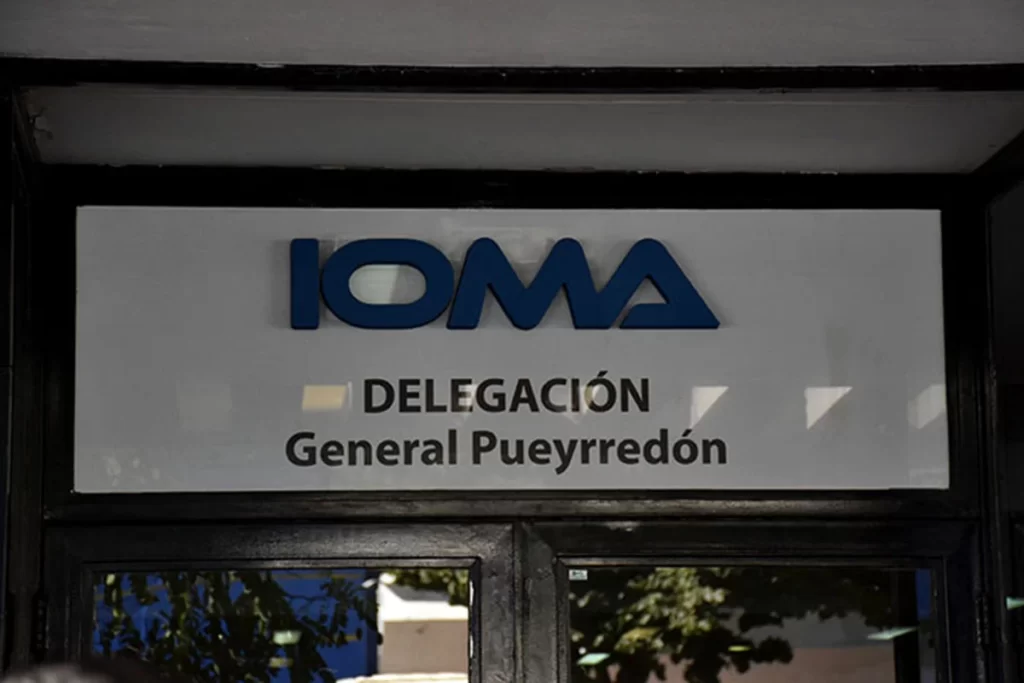 IOMA
DELEGACIÓN
General Pueyrredón